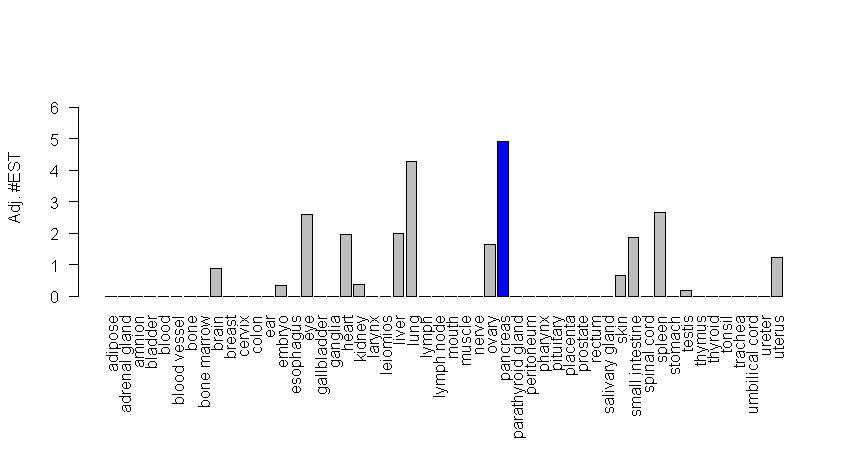 6
5
4
3
2
1
0
Adj. #EST
adipose
adrenal gland
amnion
bladder
blood
blood vessel
bone
bone marrow
brain
breast
cervix
colon
ear
embryo
esophagus
eye
gallbladder
ganglia
heart
kidney
larynx
leiomios
liver
lung
lymph
lymph node
mouth
muscle
nerve
ovary
pancreas
parathyroid gland
peritoneum
pharynx
pituitary
placenta
prostate
rectum
salivary gland
skin
small intestine
spinal cord
spleen
stomach
testis
thymus
thyroid
tonsil
trachea
umbilical cord
ureter
uterus